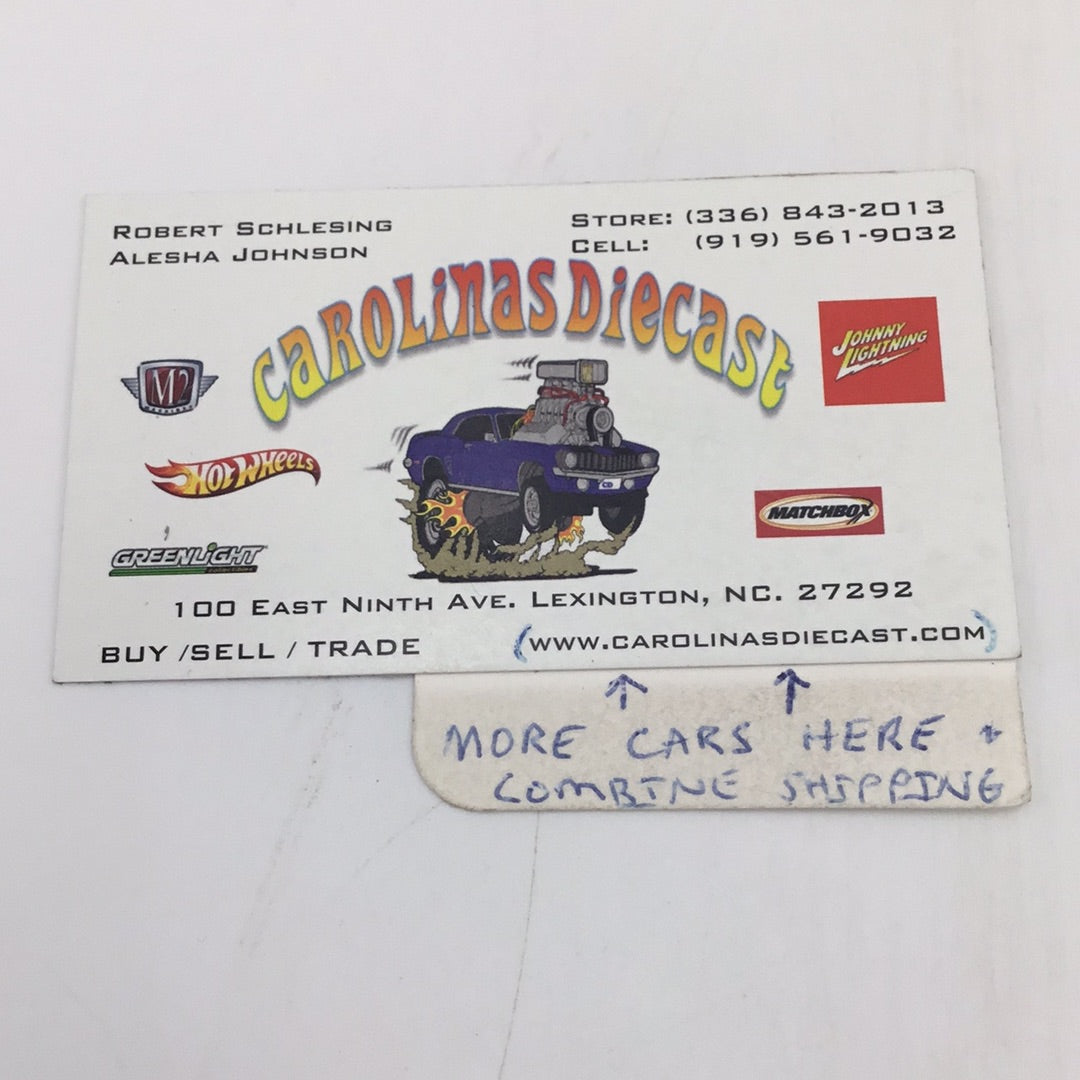 ROBERT SCHLESING
ALESHA JOHNSON
STORE: (336) 843-2013
CELL: (919) 561-9032
CAROLINAS DIECAST
M2
JOHNNY
LIGHTNING
HOT WHEELS
CD
MATCHBOX
GREENLIGHT
100 EAST NINTH AVE. LEXINGTON, NC. 27292
BUY /SELL / TRADE
(WWW.CAROLINASDIECAST.COM)
MORE CARS HERE +
COMBINE SHIPPING